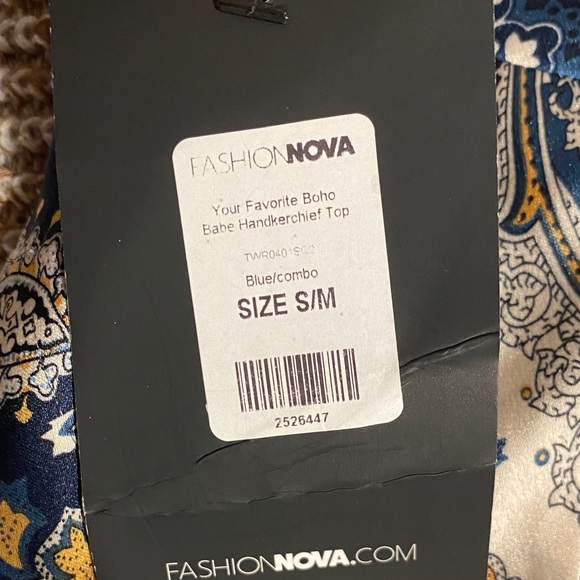 FASHIONNOVA
Your Favorite Boho
Babe Handkerchief Top
Blue/combo
SIZE S/M
2526447
FASHIONNOVA.COM